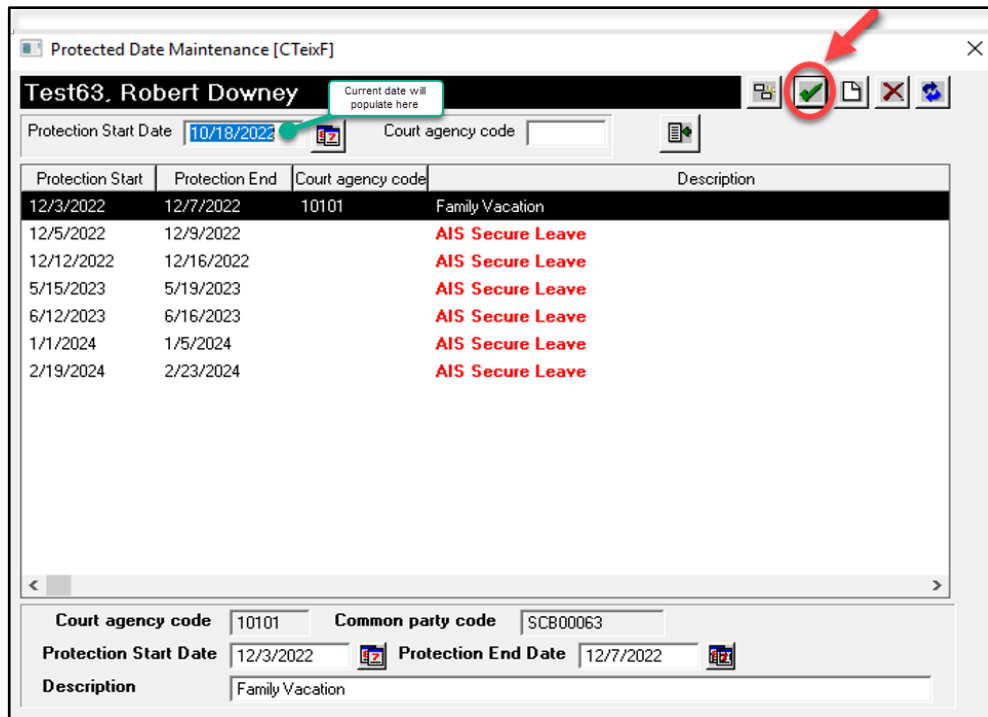 Protected Date Maintenance [CTeixF]
Test63, Robert Downey
Current date will
populate here
Protection Start Date 10/18/2022 Court agency code
Protection Start Protection End Court agency code Description
12/3/2022 12/7/2022 10101 Family Vacation
12/5/2022 12/9/2022 AIS Secure Leave
12/12/2022 12/16/2022 AIS Secure Leave
5/15/2023 5/19/2023 AIS Secure Leave
6/12/2023 6/16/2023 AIS Secure Leave
1/1/2024 1/5/2024 AIS Secure Leave
2/19/2024 2/23/2024 AIS Secure Leave
Court agency code 10101 Common party code SCB00063
Protection Start Date 12/3/2022 Protection End Date 12/7/2022
Description Family Vacation